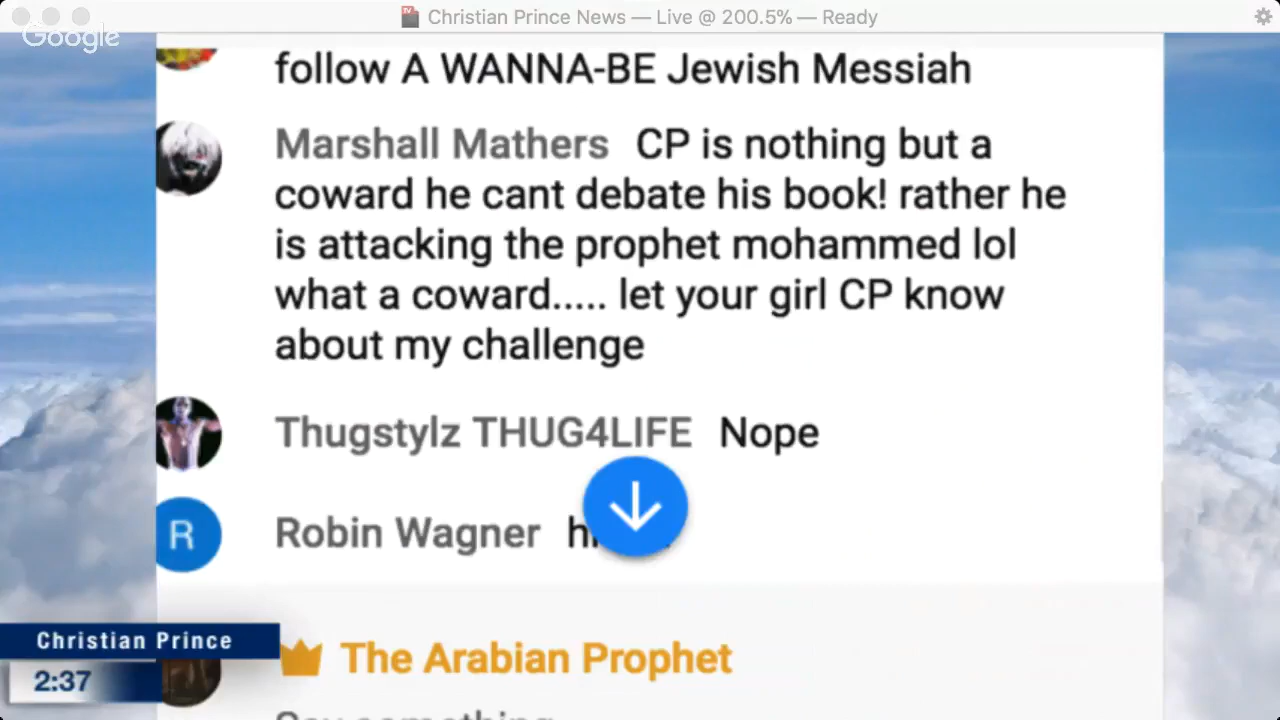 Christian Prince News — Live @ 200.5% — Ready
Google
follow A WANNA-BE Jewish Messiah
Marshall Mathers CP is nothing but a
coward he cant debate his book! rather he
is attacking the prophet mohammed lol
what a coward..... let your girl CP know
about my challenge
Thugstylz THUG4LIFE Nope
R
Robin Wagner
Christian Prince
The Arabian Prophet
2:37
Say something